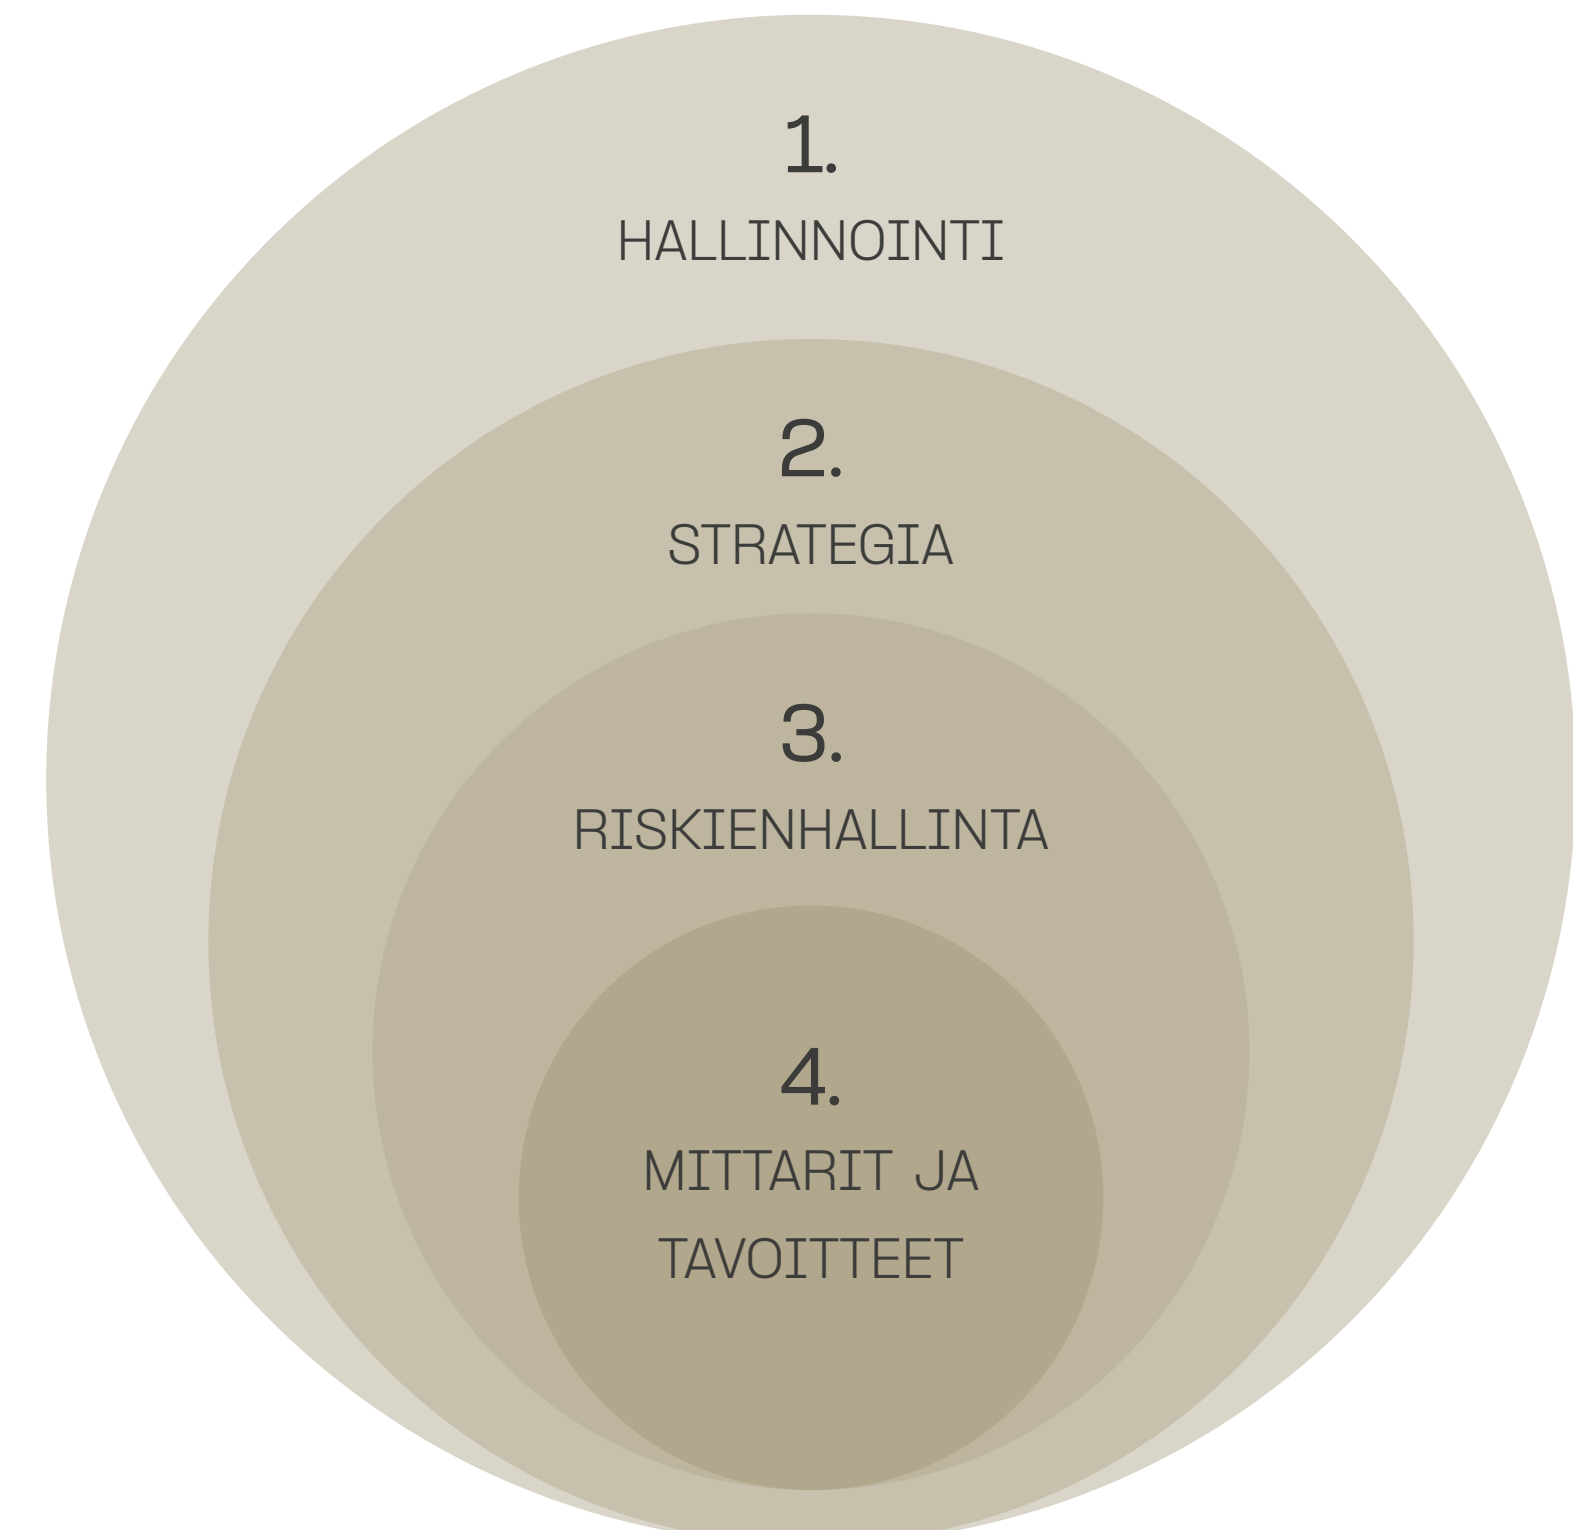 1.
HALLINNOINTI
2.
STRATEGIA
3.
RISKIENHALLINTA
4.
MITTARIT JA
TAVOITTEET